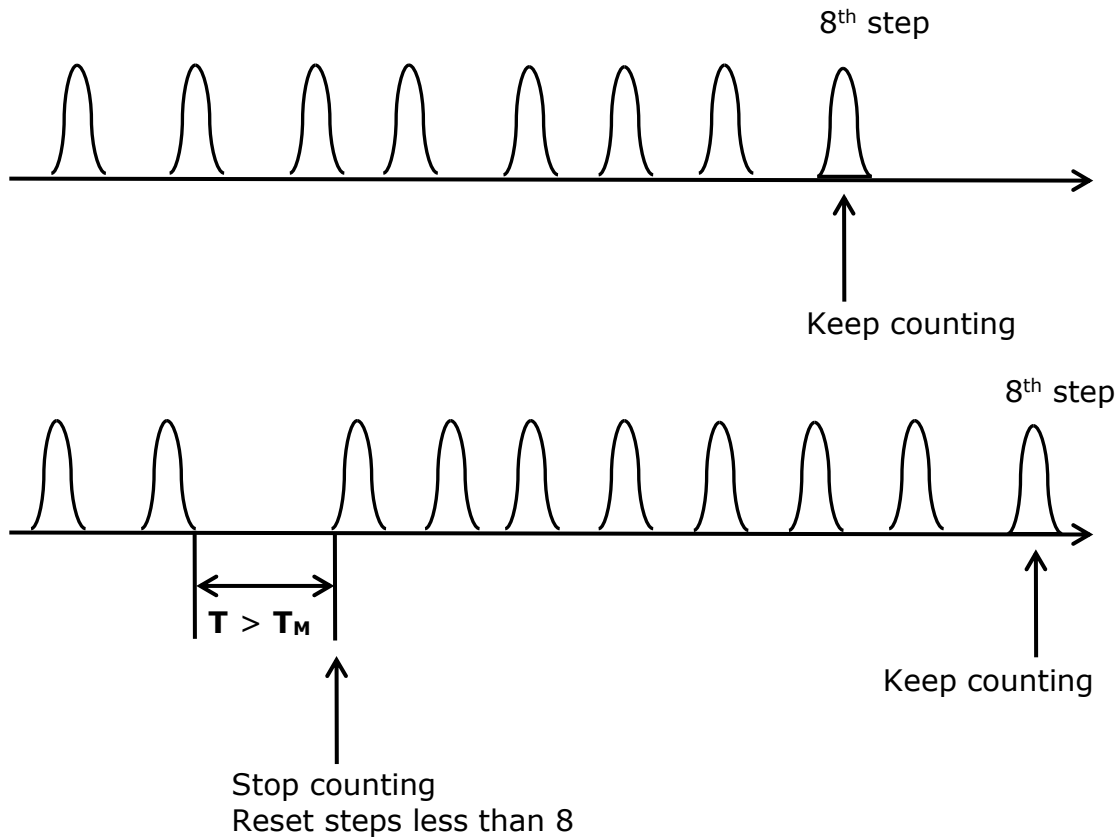 8th step
Keep counting
8th step
T > TM
Keep counting
Stop counting
Reset steps less than 8